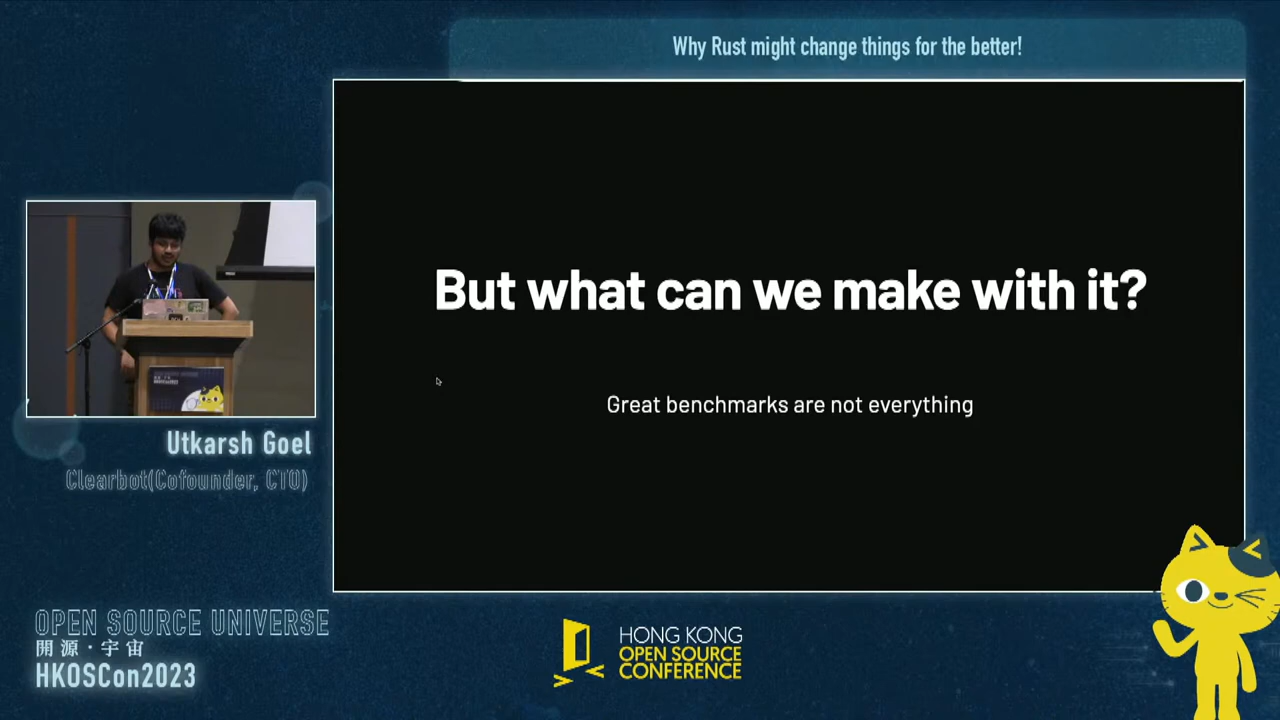 Why Rust might change things for the better!
But what can we make with it?
Great benchmarks are not everything
Utkarsh Goel
Clearbot(Cofounder, CTO)
OPEN SOURCE UNIVERSE
開源·宇宙
HKOSCon2023
HONG KONG
OPEN SOURCE
CONFERENCE